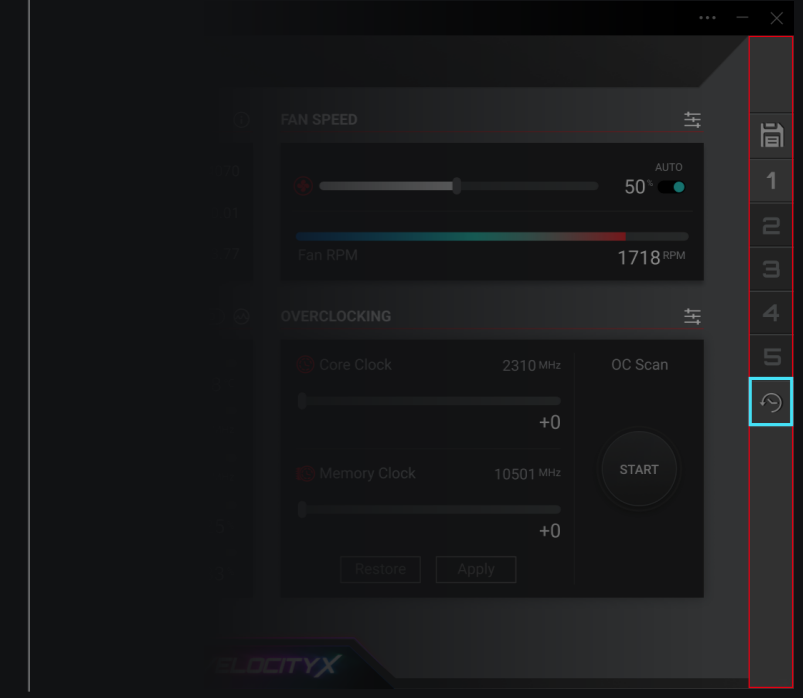 FAN SPEED
AUTO
50 %
Fan RPM
1718 RPM
OVERCLOCKING
Core Clock
2310 MHz
OC Scan
+0
Memory Clock
10501 MHz
START
+0
Restore
Apply
ELOCITYX
1
2
3
4
5